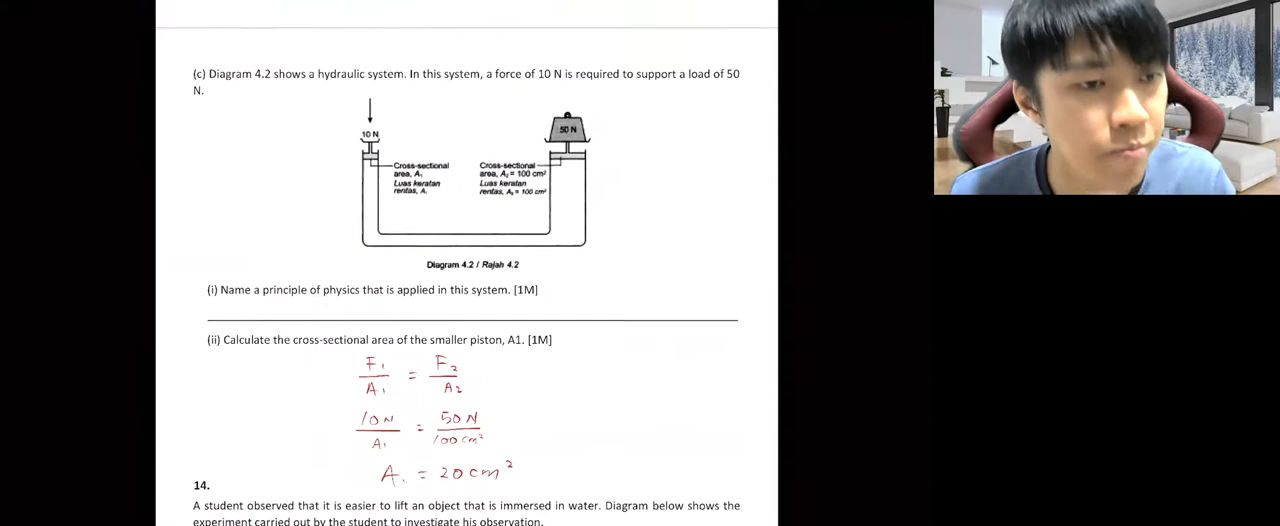 (c) Diagram 4.2 shows a hydraulic system. In this system, a force of 10 N is required to support a load of 50
N.
10 N
50 N
Cross-sectional
area, A₁
Luas keratan
rentas, A₁
Cross-sectional
area, A₂ = 100 cm²
Luas keratan
rentas, A₂ = 100 cm²
Diagram 4.2 / Rajah 4.2
(i) Name a principle of physics that is applied in this system. [1M]
(ii) Calculate the cross-sectional area of the smaller piston, A1. [1M]
F₁/A₁ = F₂/A₂
10 N/A₁ = 50 N/100 cm²
A₁ = 20 cm²
14.
A student observed that it is easier to lift an object that is immersed in water. Diagram below shows the
experiment carried out by the student to investigate his observation.